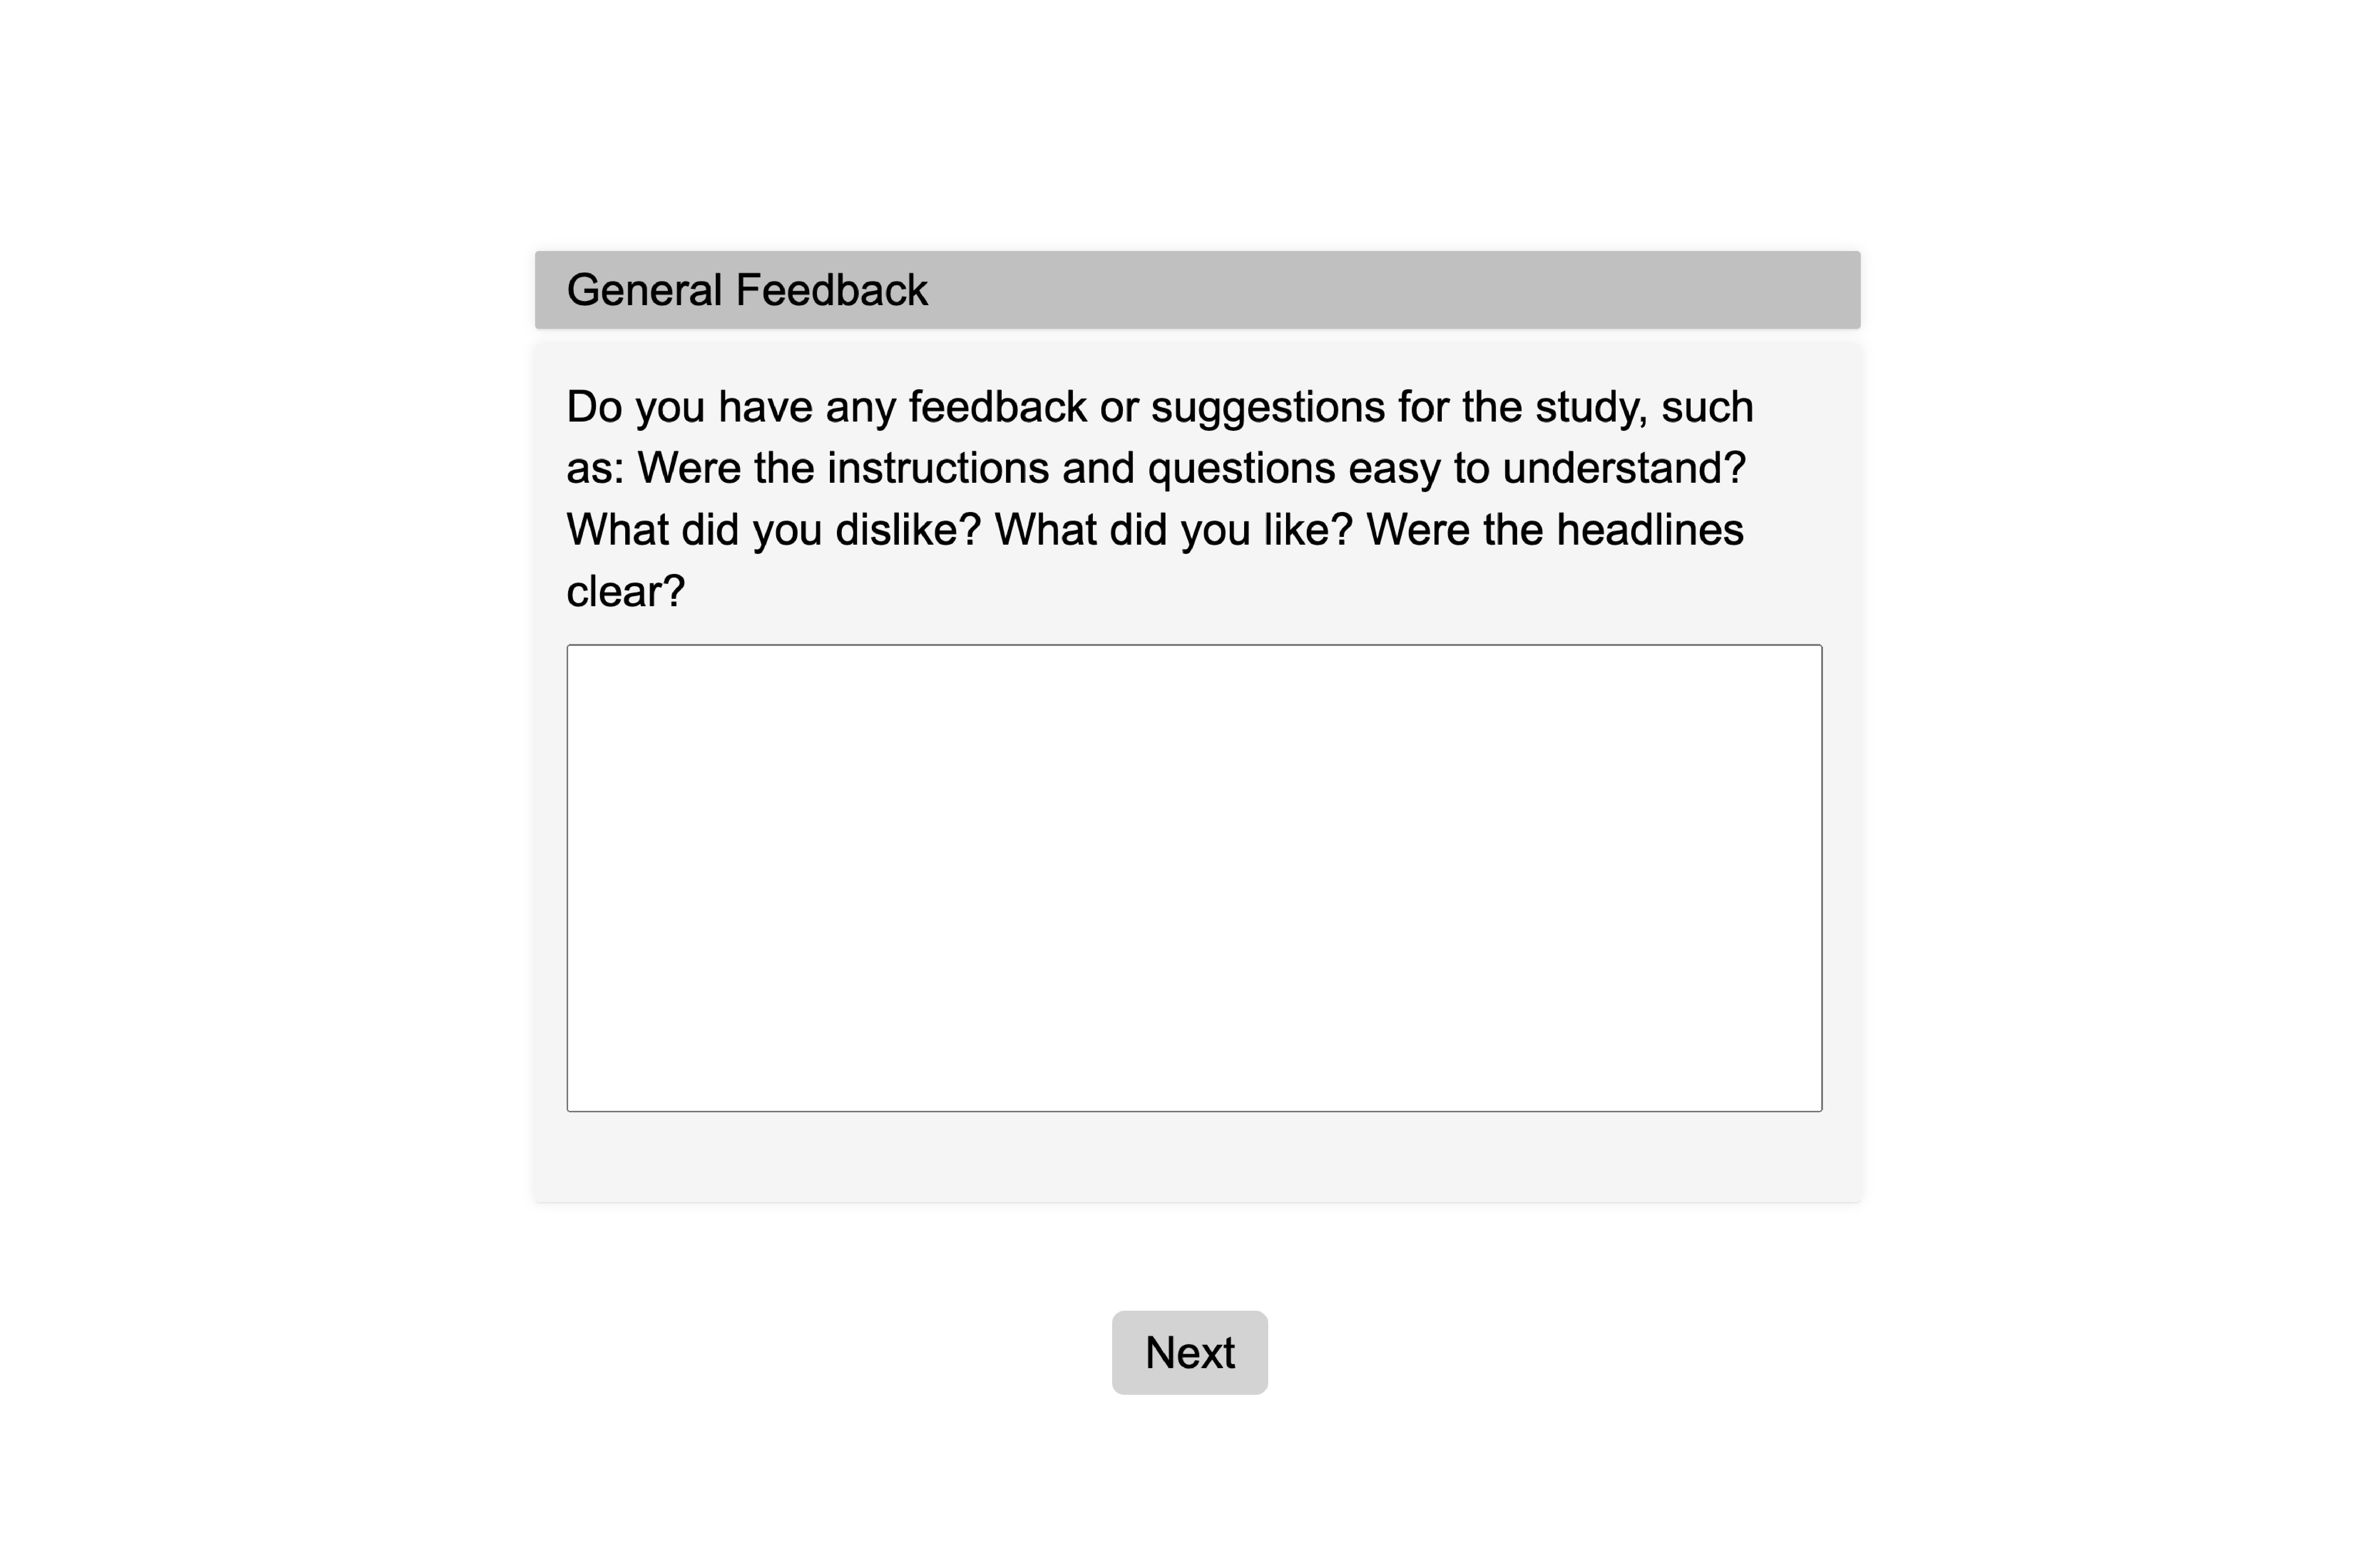 General Feedback
Do you have any feedback or suggestions for the study, such
as: Were the instructions and questions easy to understand?
What did you dislike? What did you like? Were the headlines
clear?
Next